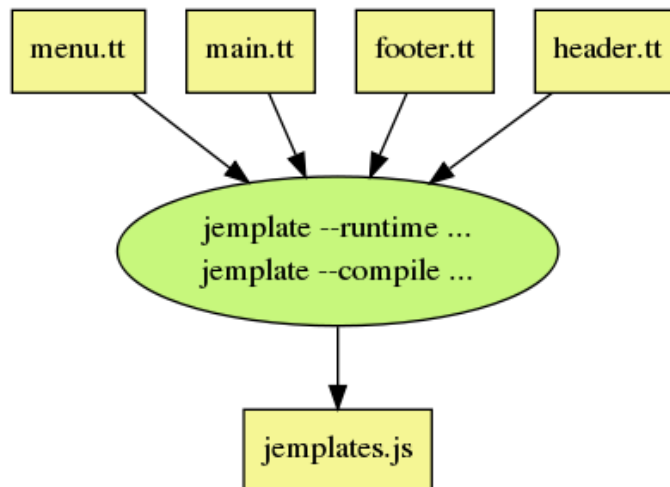 menu.tt
main.tt
footer.tt
header.tt
jemplate --runtime ...
jemplate --compile ...
jemplates.js